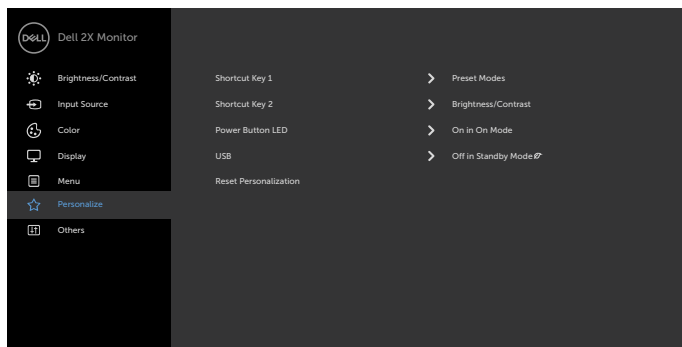 DELL
Dell 2X Monitor
Brightness/Contrast
Input Source
Color
Display
Menu
Personalize
Others
Shortcut Key 1
Preset Modes
Shortcut Key 2
Brightness/Contrast
Power Button LED
On in On Mode
USB
Off in Standby Mode
Reset Personalization